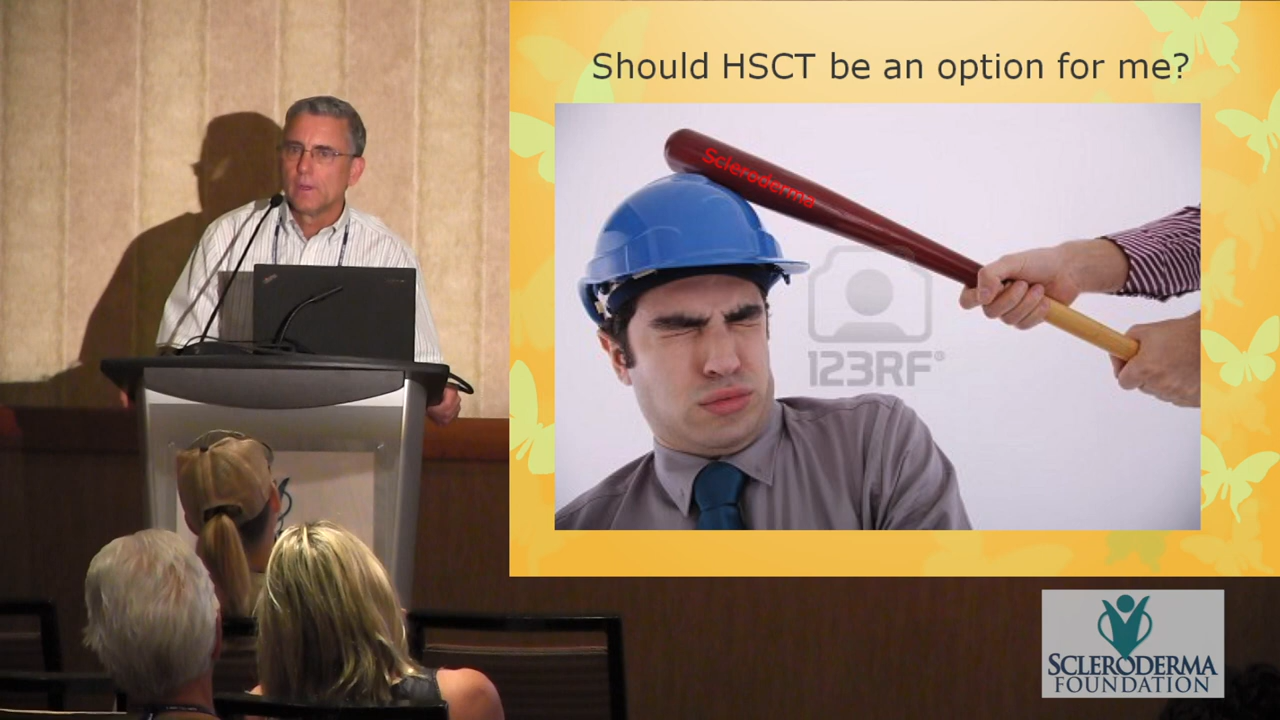 Should HSCT be an option for me?
Scleroderma
123RF®
SCLERODERMA
FOUNDATION